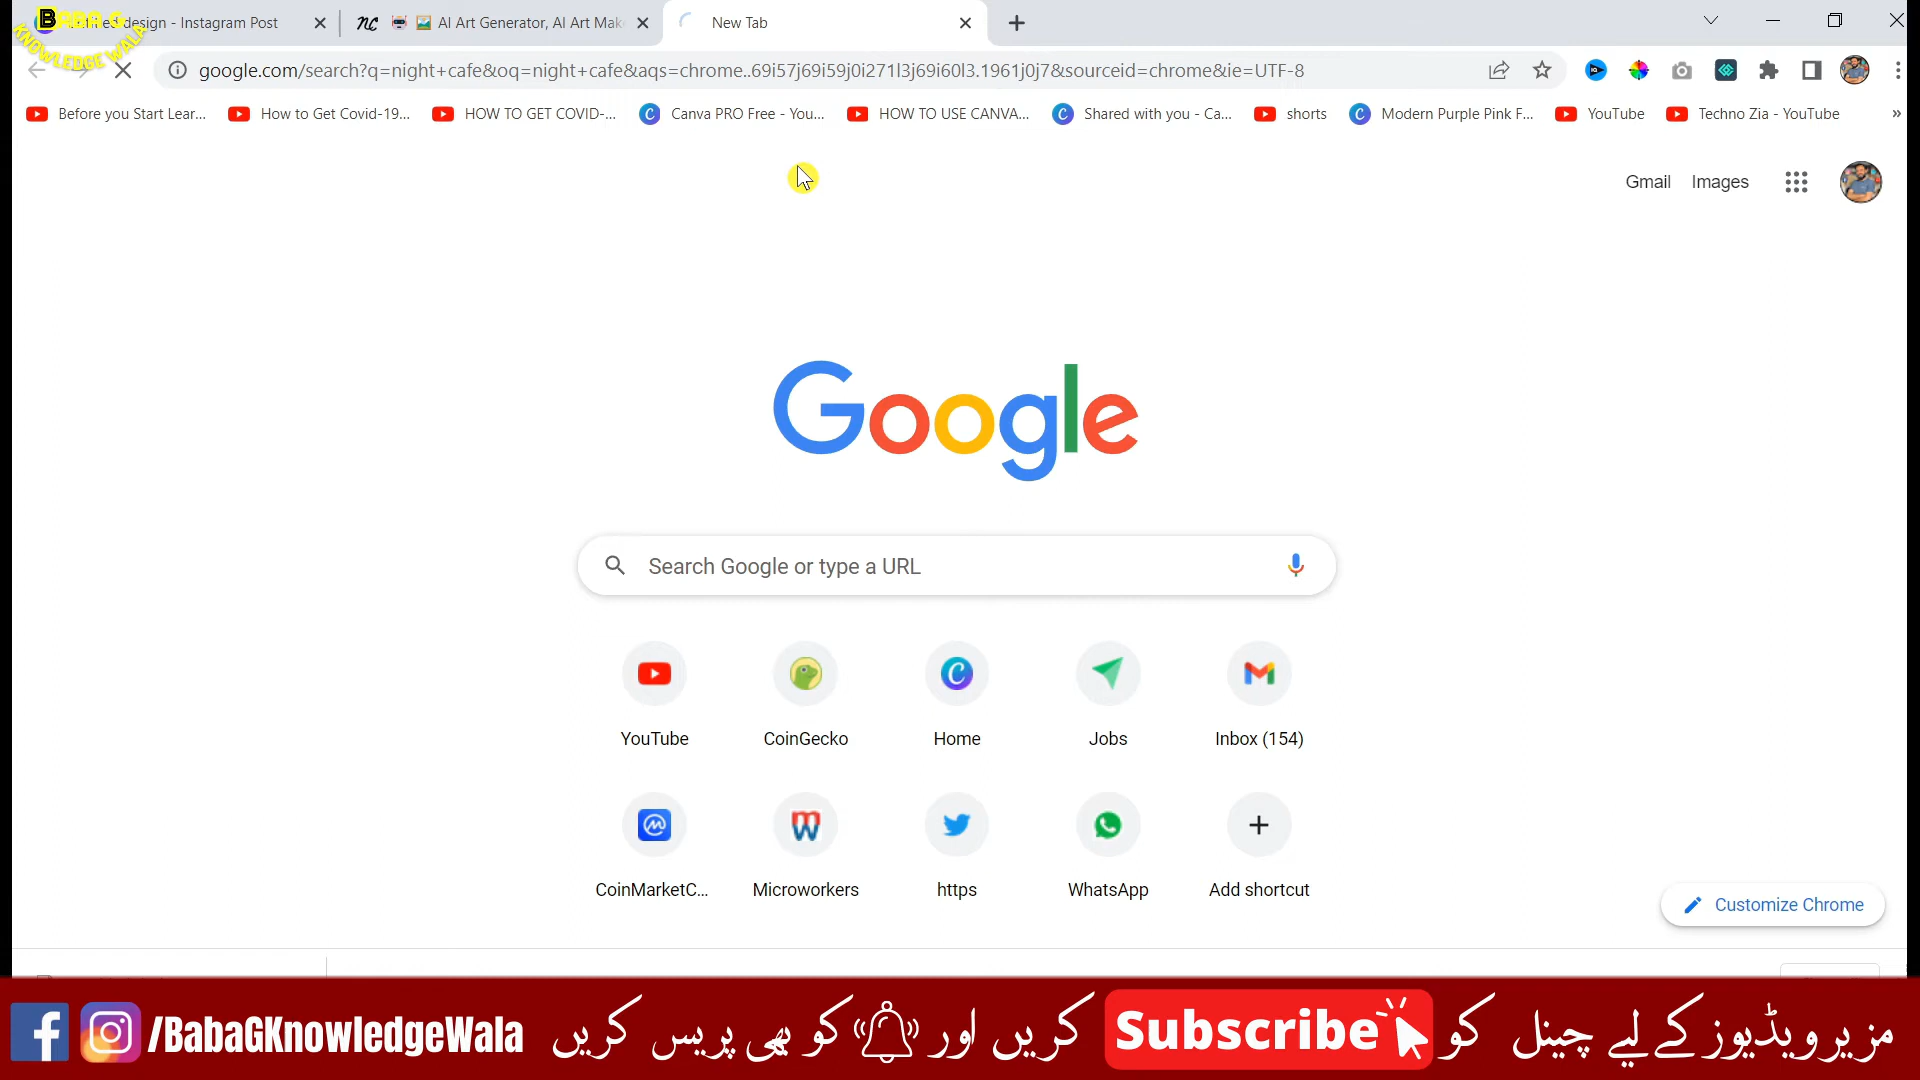 design - Instagram Post
NC AI Art Generator, AI Art Mak
New Tab
BABA G
KNOWLEDGE WALA
google.com/search?q=night+cafe&oq=night+cafe&aqs=chrome..69i57j69i59j0i271l3j69i60l3.1961j0j7&sourceid=chrome&ie=UTF-8
Before you Start Lear...
How to Get Covid-19...
HOW TO GET COVID-...
Canva PRO Free - You...
HOW TO USE CANVA...
Shared with you - Ca...
shorts
Modern Purple Pink F...
YouTube
Techno Zia - YouTube
»
Gmail
Images
Google
Search Google or type a URL
YouTube
CoinGecko
Home
Jobs
Inbox (154)
CoinMarketC...
Microworkers
https
WhatsApp
Add shortcut
Customize Chrome
/BabaGKnowledgeWala
مزیر ویڈیوز کے لیے چینل کو Subscribe کریں اور کو بھی پریس کریں